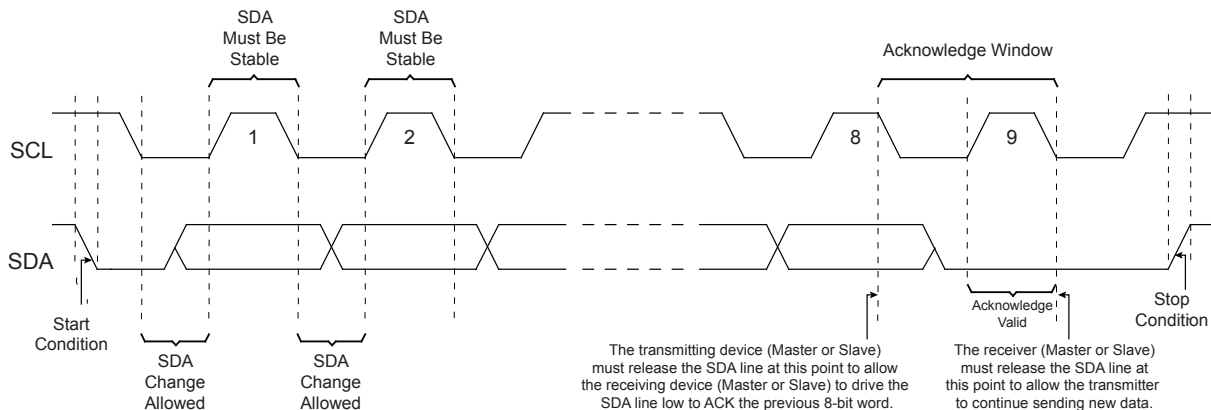 SDA
Must Be
Stable
SDA
Must Be
Stable
Acknowledge Window
SCL
1
2
8
9
SDA
Start
Condition
SDA
Change
Allowed
SDA
Change
Allowed
Acknowledge
Valid
Stop
Condition
The transmitting device (Master or Slave)
must release the SDA line at this point to allow
the receiving device (Master or Slave) to drive the
SDA line low to ACK the previous 8-bit word.
The receiver (Master or Slave)
must release the SDA line at
this point to allow the transmitter
to continue sending new data.